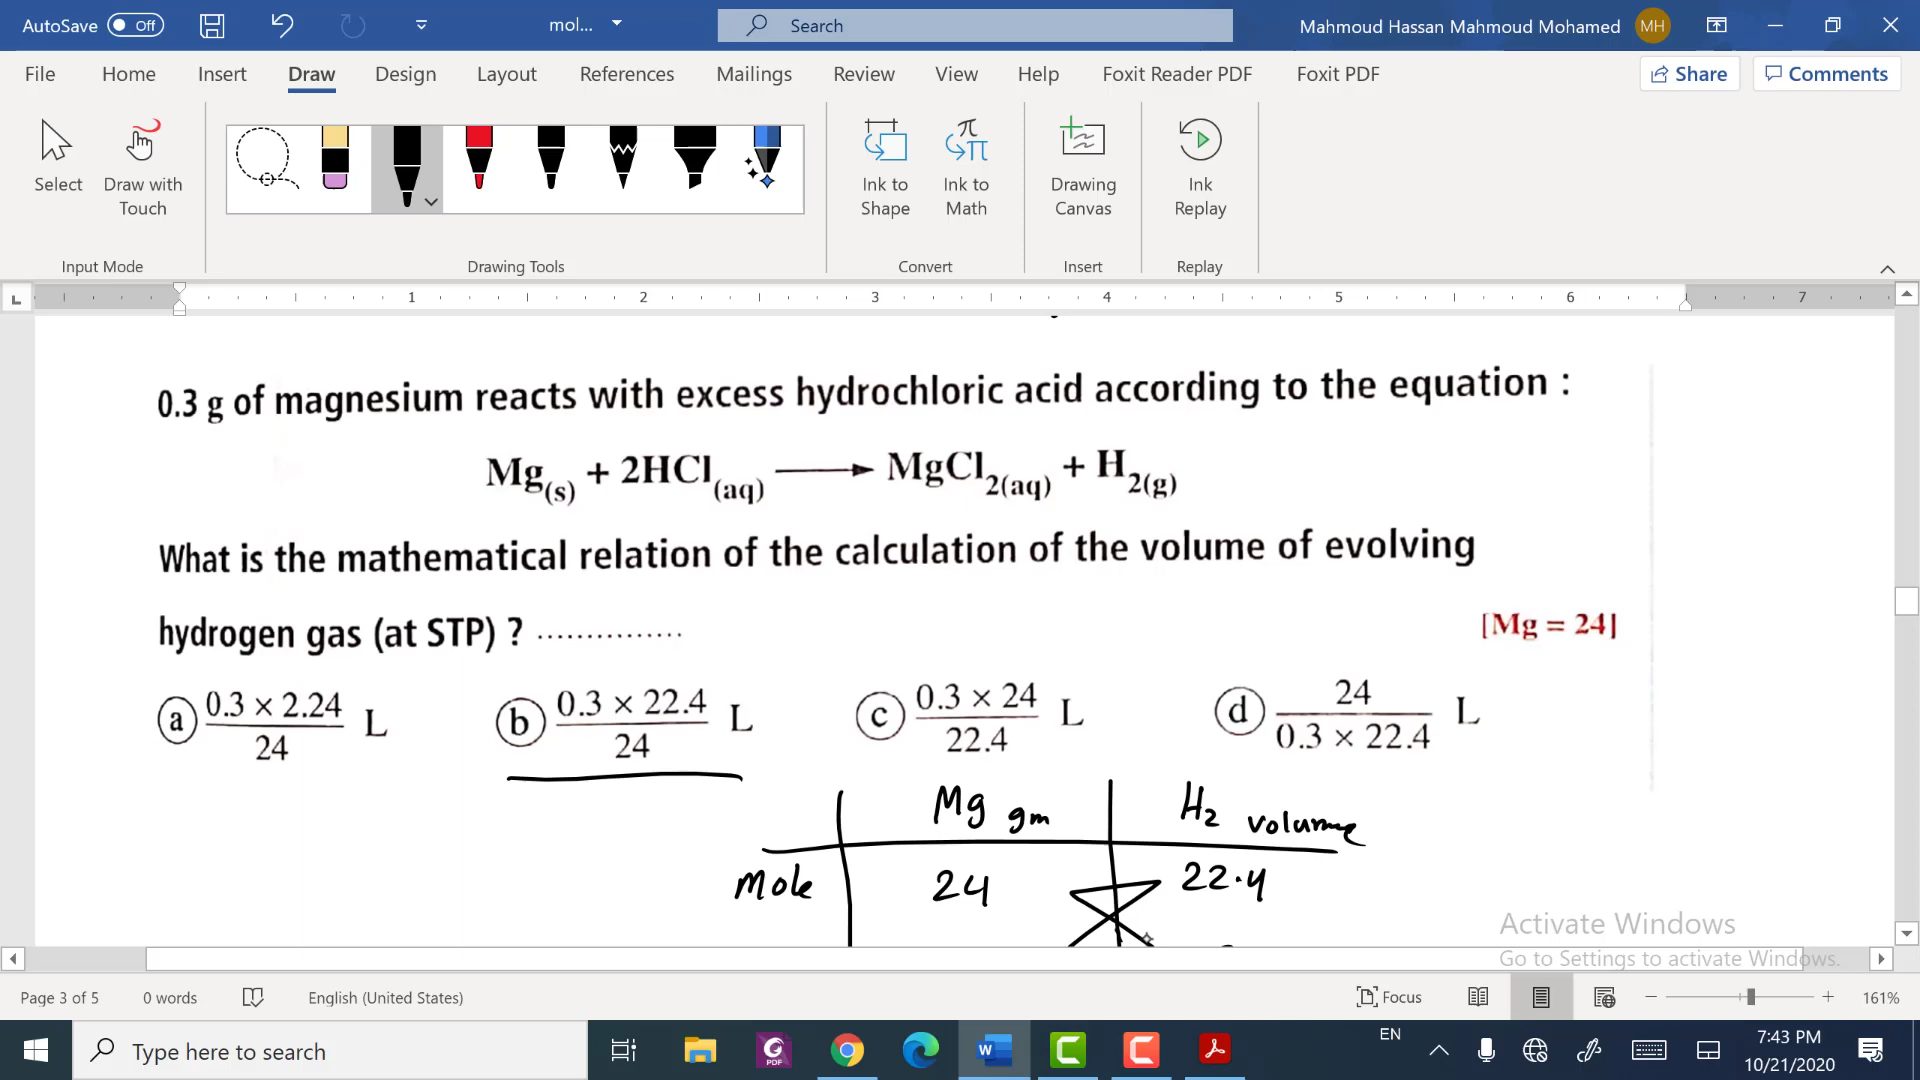 AutoSave Off mol... Search Mahmoud Hassan Mahmoud Mohamed MH
File Home Insert Draw Design Layout References Mailings Review View Help Foxit Reader PDF Foxit PDF Share Comments
Select Draw with Touch Ink to Shape Ink to Math Drawing Canvas Ink Replay
Input Mode Drawing Tools Convert Insert Replay
1 2 3 4 5 6 7
0.3 g of magnesium reacts with excess hydrochloric acid according to the equation :
Mg(s) + 2HCl(aq) ⟶ MgCl2(aq) + H2(g)
What is the mathematical relation of the calculation of the volume of evolving
hydrogen gas (at STP) ? ...............
[Mg = 24]
a 0.3 × 2.24 / 24 L b 0.3 × 22.4 / 24 L c 0.3 × 24 / 22.4 L d 24 / 0.3 × 22.4 L
Mg gm H2 volume
Mole 24 22.4
Activate Windows
Go to Settings to activate Windows.
Page 3 of 5 0 words English (United States) Focus 161%
Type here to search EN 7:43 PM
10/21/2020